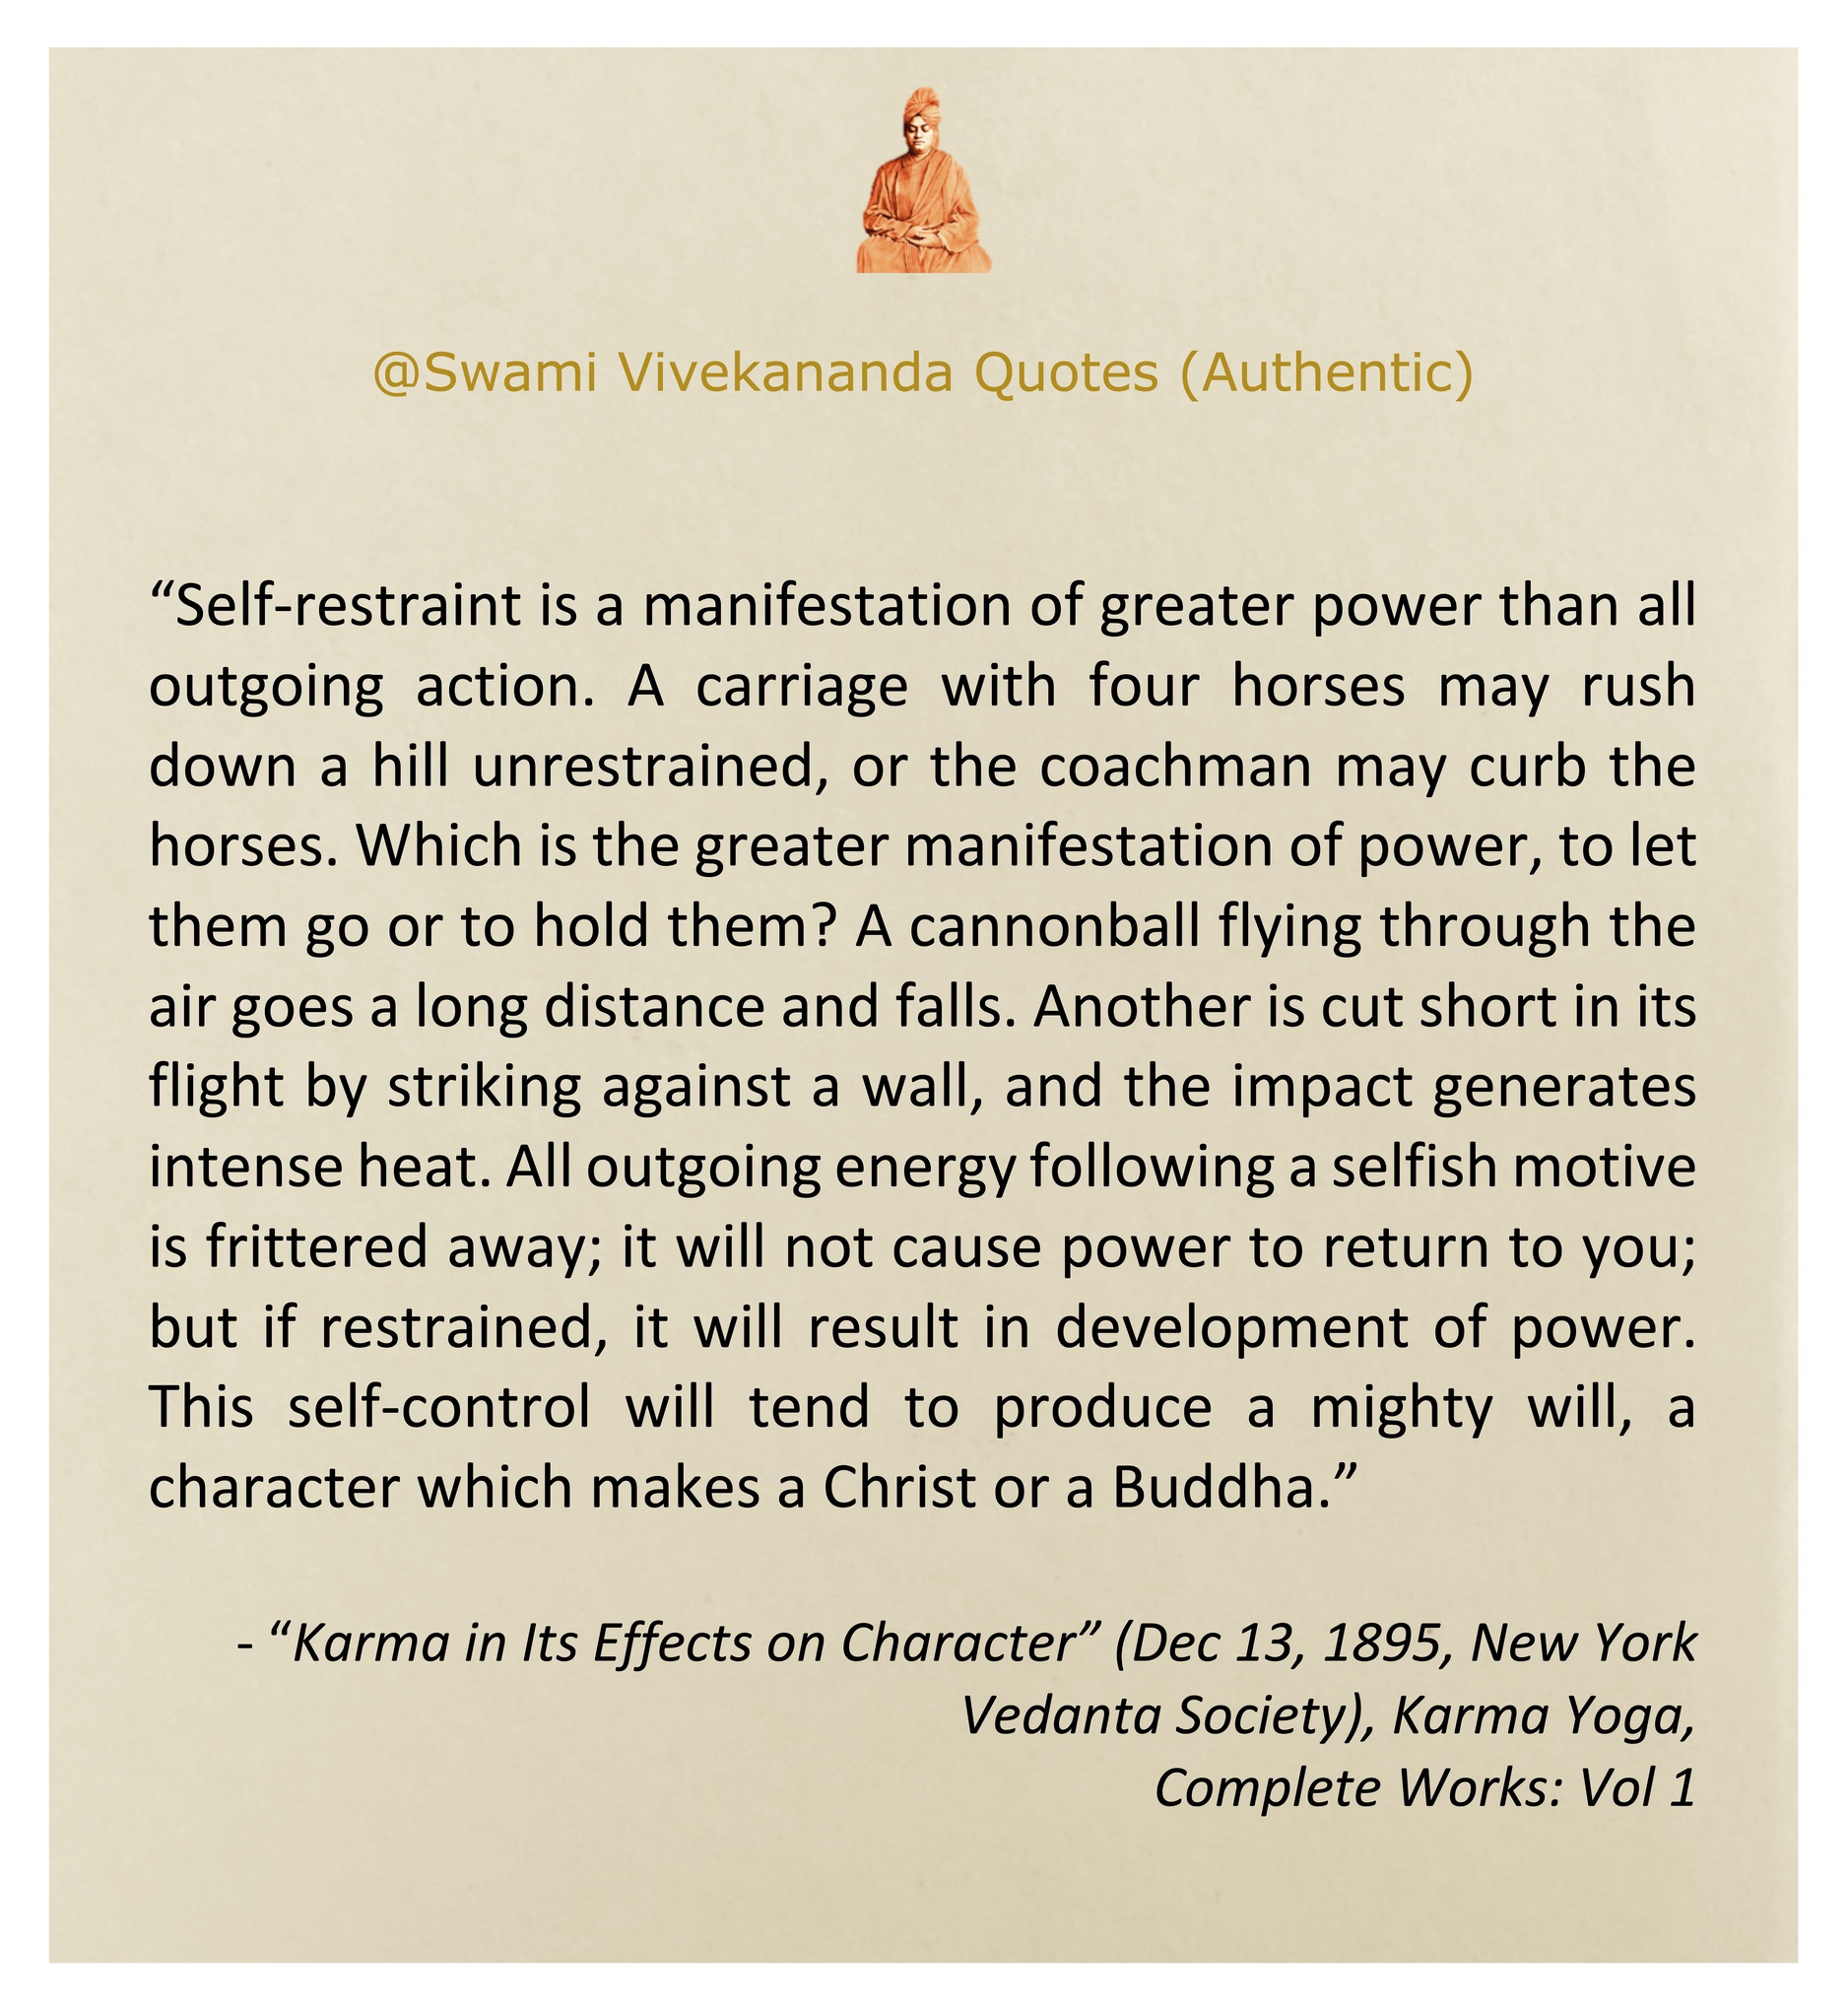 @Swami Vivekananda Quotes (Authentic)
“Self-restraint is a manifestation of greater power than all
outgoing action. A carriage with four horses may rush
down a hill unrestrained, or the coachman may curb the
horses. Which is the greater manifestation of power, to let
them go or to hold them? A cannonball flying through the
air goes a long distance and falls. Another is cut short in its
flight by striking against a wall, and the impact generates
intense heat. All outgoing energy following a selfish motive
is frittered away; it will not cause power to return to you;
but if restrained, it will result in development of power.
This self-control will tend to produce a mighty will, a
character which makes a Christ or a Buddha.”
- “Karma in Its Effects on Character” (Dec 13, 1895, New York
Vedanta Society), Karma Yoga,
Complete Works: Vol 1